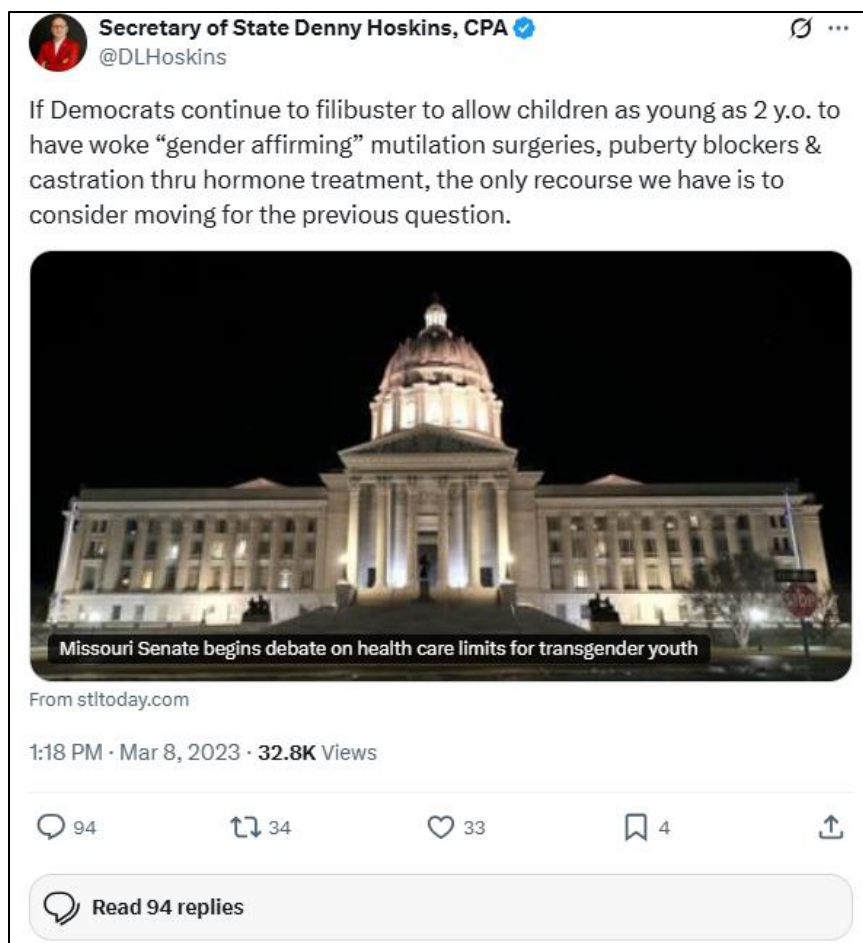 Secretary of State Denny Hoskins, CPA
@DLHoskins
If Democrats continue to filibuster to allow children as young as 2 y.o. to
have woke “gender affirming” mutilation surgeries, puberty blockers &
castration thru hormone treatment, the only recourse we have is to
consider moving for the previous question.
Missouri Senate begins debate on health care limits for transgender youth
From stltoday.com
1:18 PM · Mar 8, 2023 · 32.8K Views
94 34 33 4
Read 94 replies